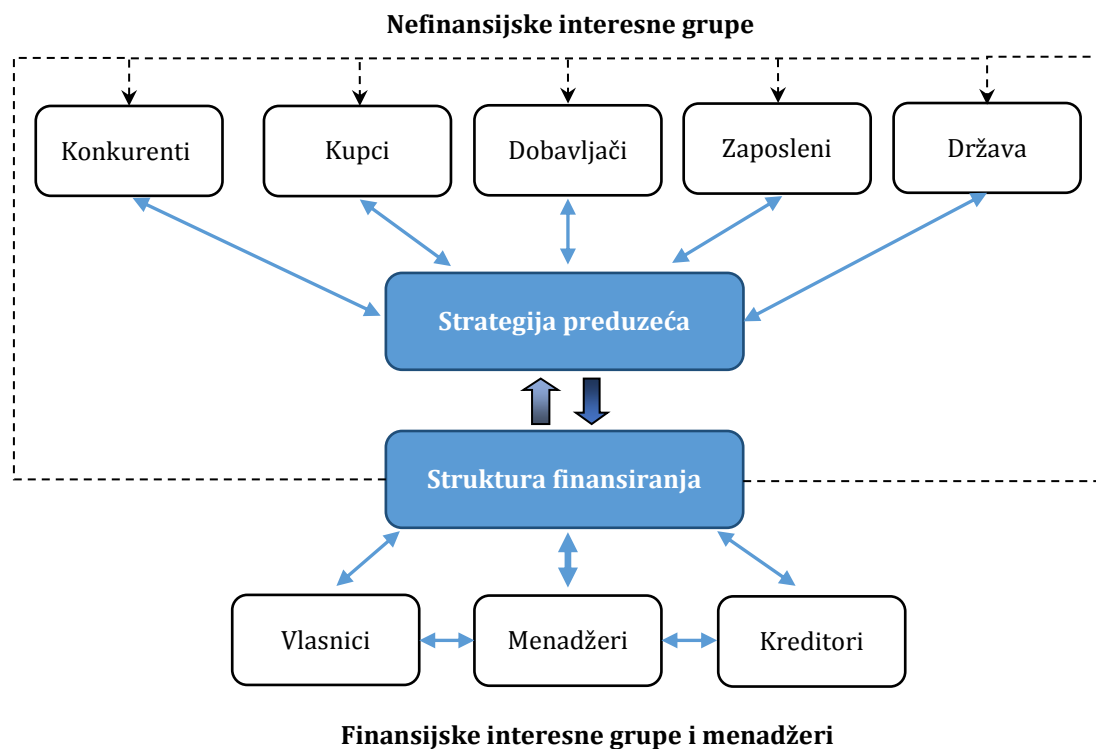 Nefinansijske interesne grupe
Konkurenti
Kupci
Dobavljači
Zaposleni
Država
Strategija preduzeća
Struktura finansiranja
Vlasnici
Menadžeri
Kreditori
Finansijske interesne grupe i menadžeri